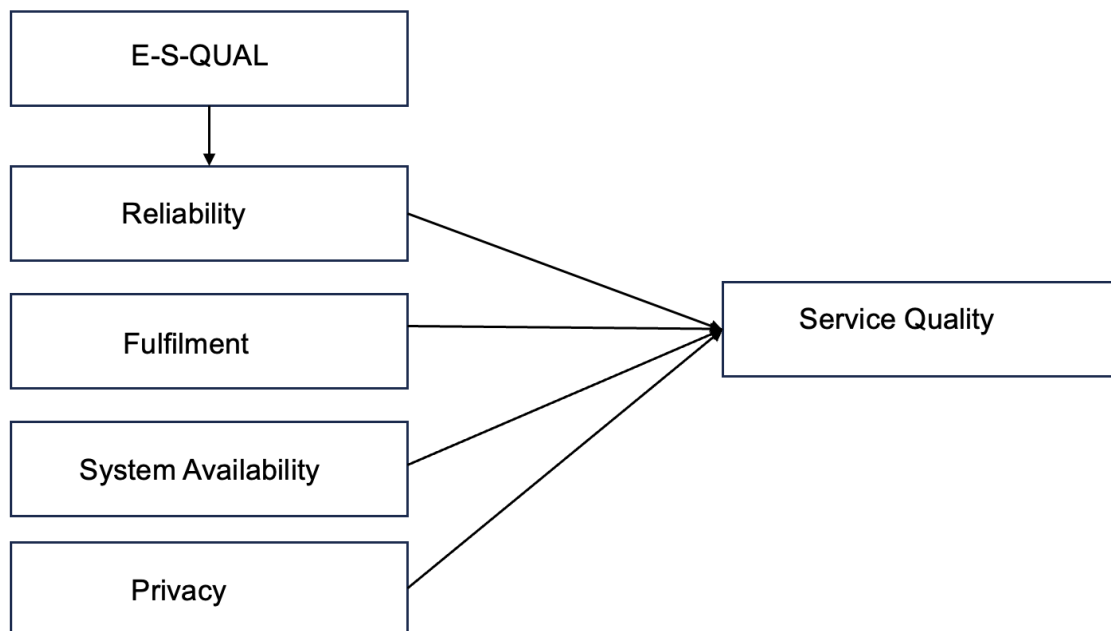 E-S-QUAL
Reliability
Fulfilment
System Availability
Privacy
Service Quality